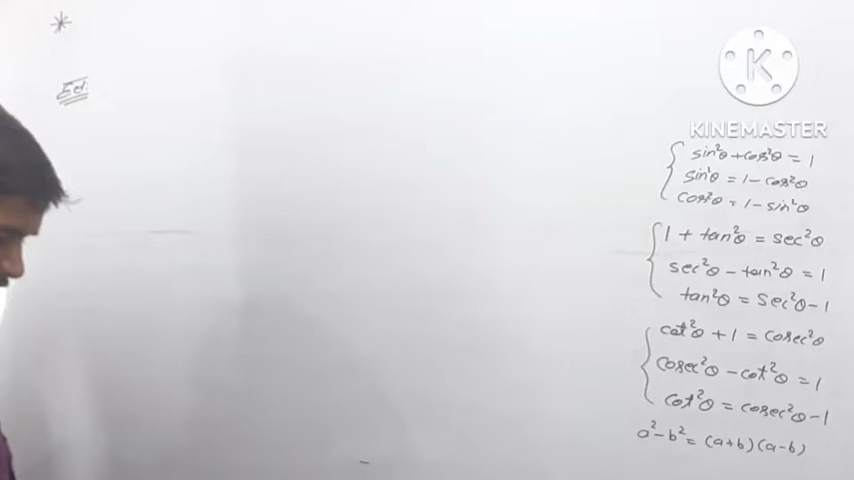 *
Sol:
K
KINEMASTER
sin²θ + cos²θ = 1
sin²θ = 1 - cos²θ
cos²θ = 1 - sin²θ
1 + tan²θ = sec²θ
sec²θ - tan²θ = 1
tan²θ = sec²θ - 1
cot²θ + 1 = cosec²θ
cosec²θ - cot²θ = 1
cot²θ = cosec²θ - 1
a² - b² = (a+b)(a-b)